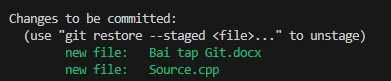 Changes to be committed:
(use "git restore --staged <file>..." to unstage)
new file: Bai tap Git.docx
new file: Source.cpp